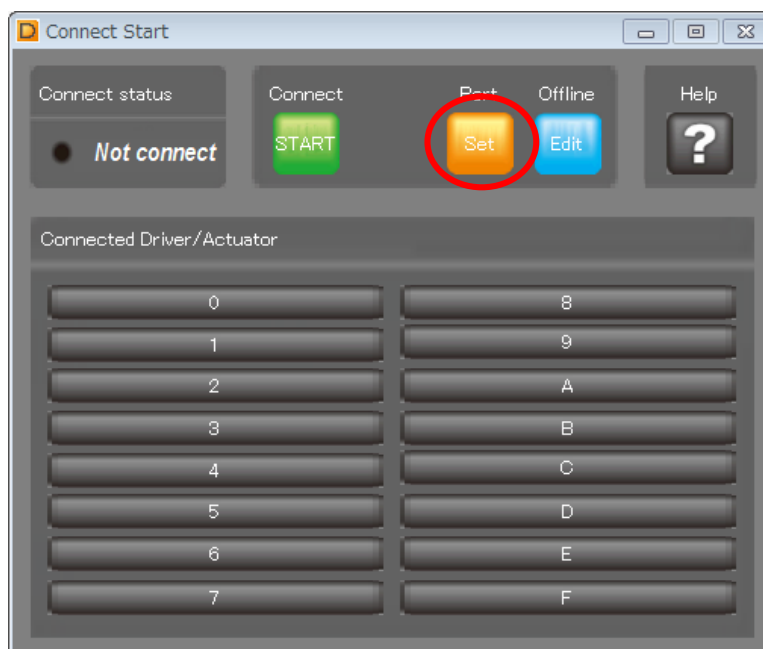 D Connect Start
Connect status
Not connect
Connect
START
Port
Set
Offline
Edit
Help
?
Connected Driver/Actuator
0
1
2
3
4
5
6
7
8
9
A
B
C
D
E
F